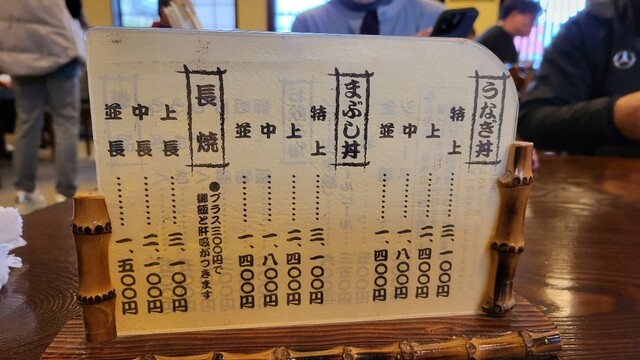 うなぎ丼
特上……三、一〇〇円
上……二、四〇〇円
中……一、八〇〇円
並……一、四〇〇円
まぶし丼
特上……三、一〇〇円
上……二、四〇〇円
中……一、八〇〇円
並……一、四〇〇円
長焼
●プラス三〇〇円で
御飯と肝吸がつきます
上長……三、一〇〇円
中長……二、一〇〇円
並長……一、五〇〇円